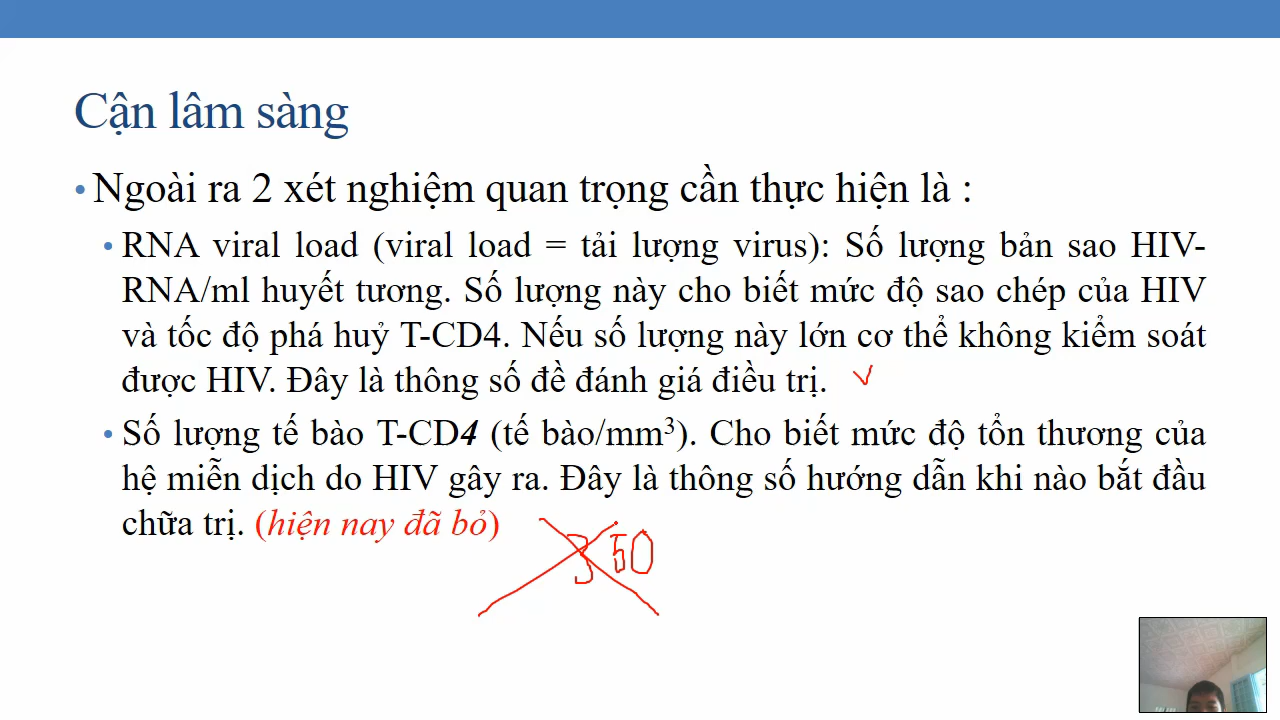 Cận lâm sàng
• Ngoài ra 2 xét nghiệm quan trọng cần thực hiện là :
• RNA viral load (viral load = tải lượng virus): Số lượng bản sao HIV-
RNA/ml huyết tương. Số lượng này cho biết mức độ sao chép của HIV
và tốc độ phá huỷ T-CD4. Nếu số lượng này lớn cơ thể không kiểm soát
được HIV. Đây là thông số đề đánh giá điều trị.
• Số lượng tế bào T-CD4 (tế bào/mm³). Cho biết mức độ tổn thương của
hệ miễn dịch do HIV gây ra. Đây là thông số hướng dẫn khi nào bắt đầu
chữa trị. (hiện nay đã bỏ)
350